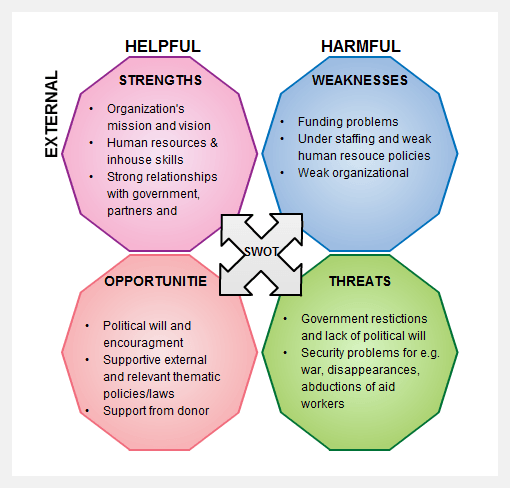 HELPFUL
HARMFUL
EXTERNAL
STRENGTHS
• Organization's
mission and vision
• Human resources &
inhouse skills
• Strong relationships
with government,
partners and
WEAKNESSES
• Funding problems
• Under staffing and weak
human resouce policies
• Weak organizational
SWOT
OPPORTUNITIE
• Political will and
encouragment
• Supportive external
and relevant thematic
policies/laws
• Support from donor
THREATS
• Government restictions
and lack of political will
• Security problems for e.g.
war, disappearances,
abductions of aid
workers